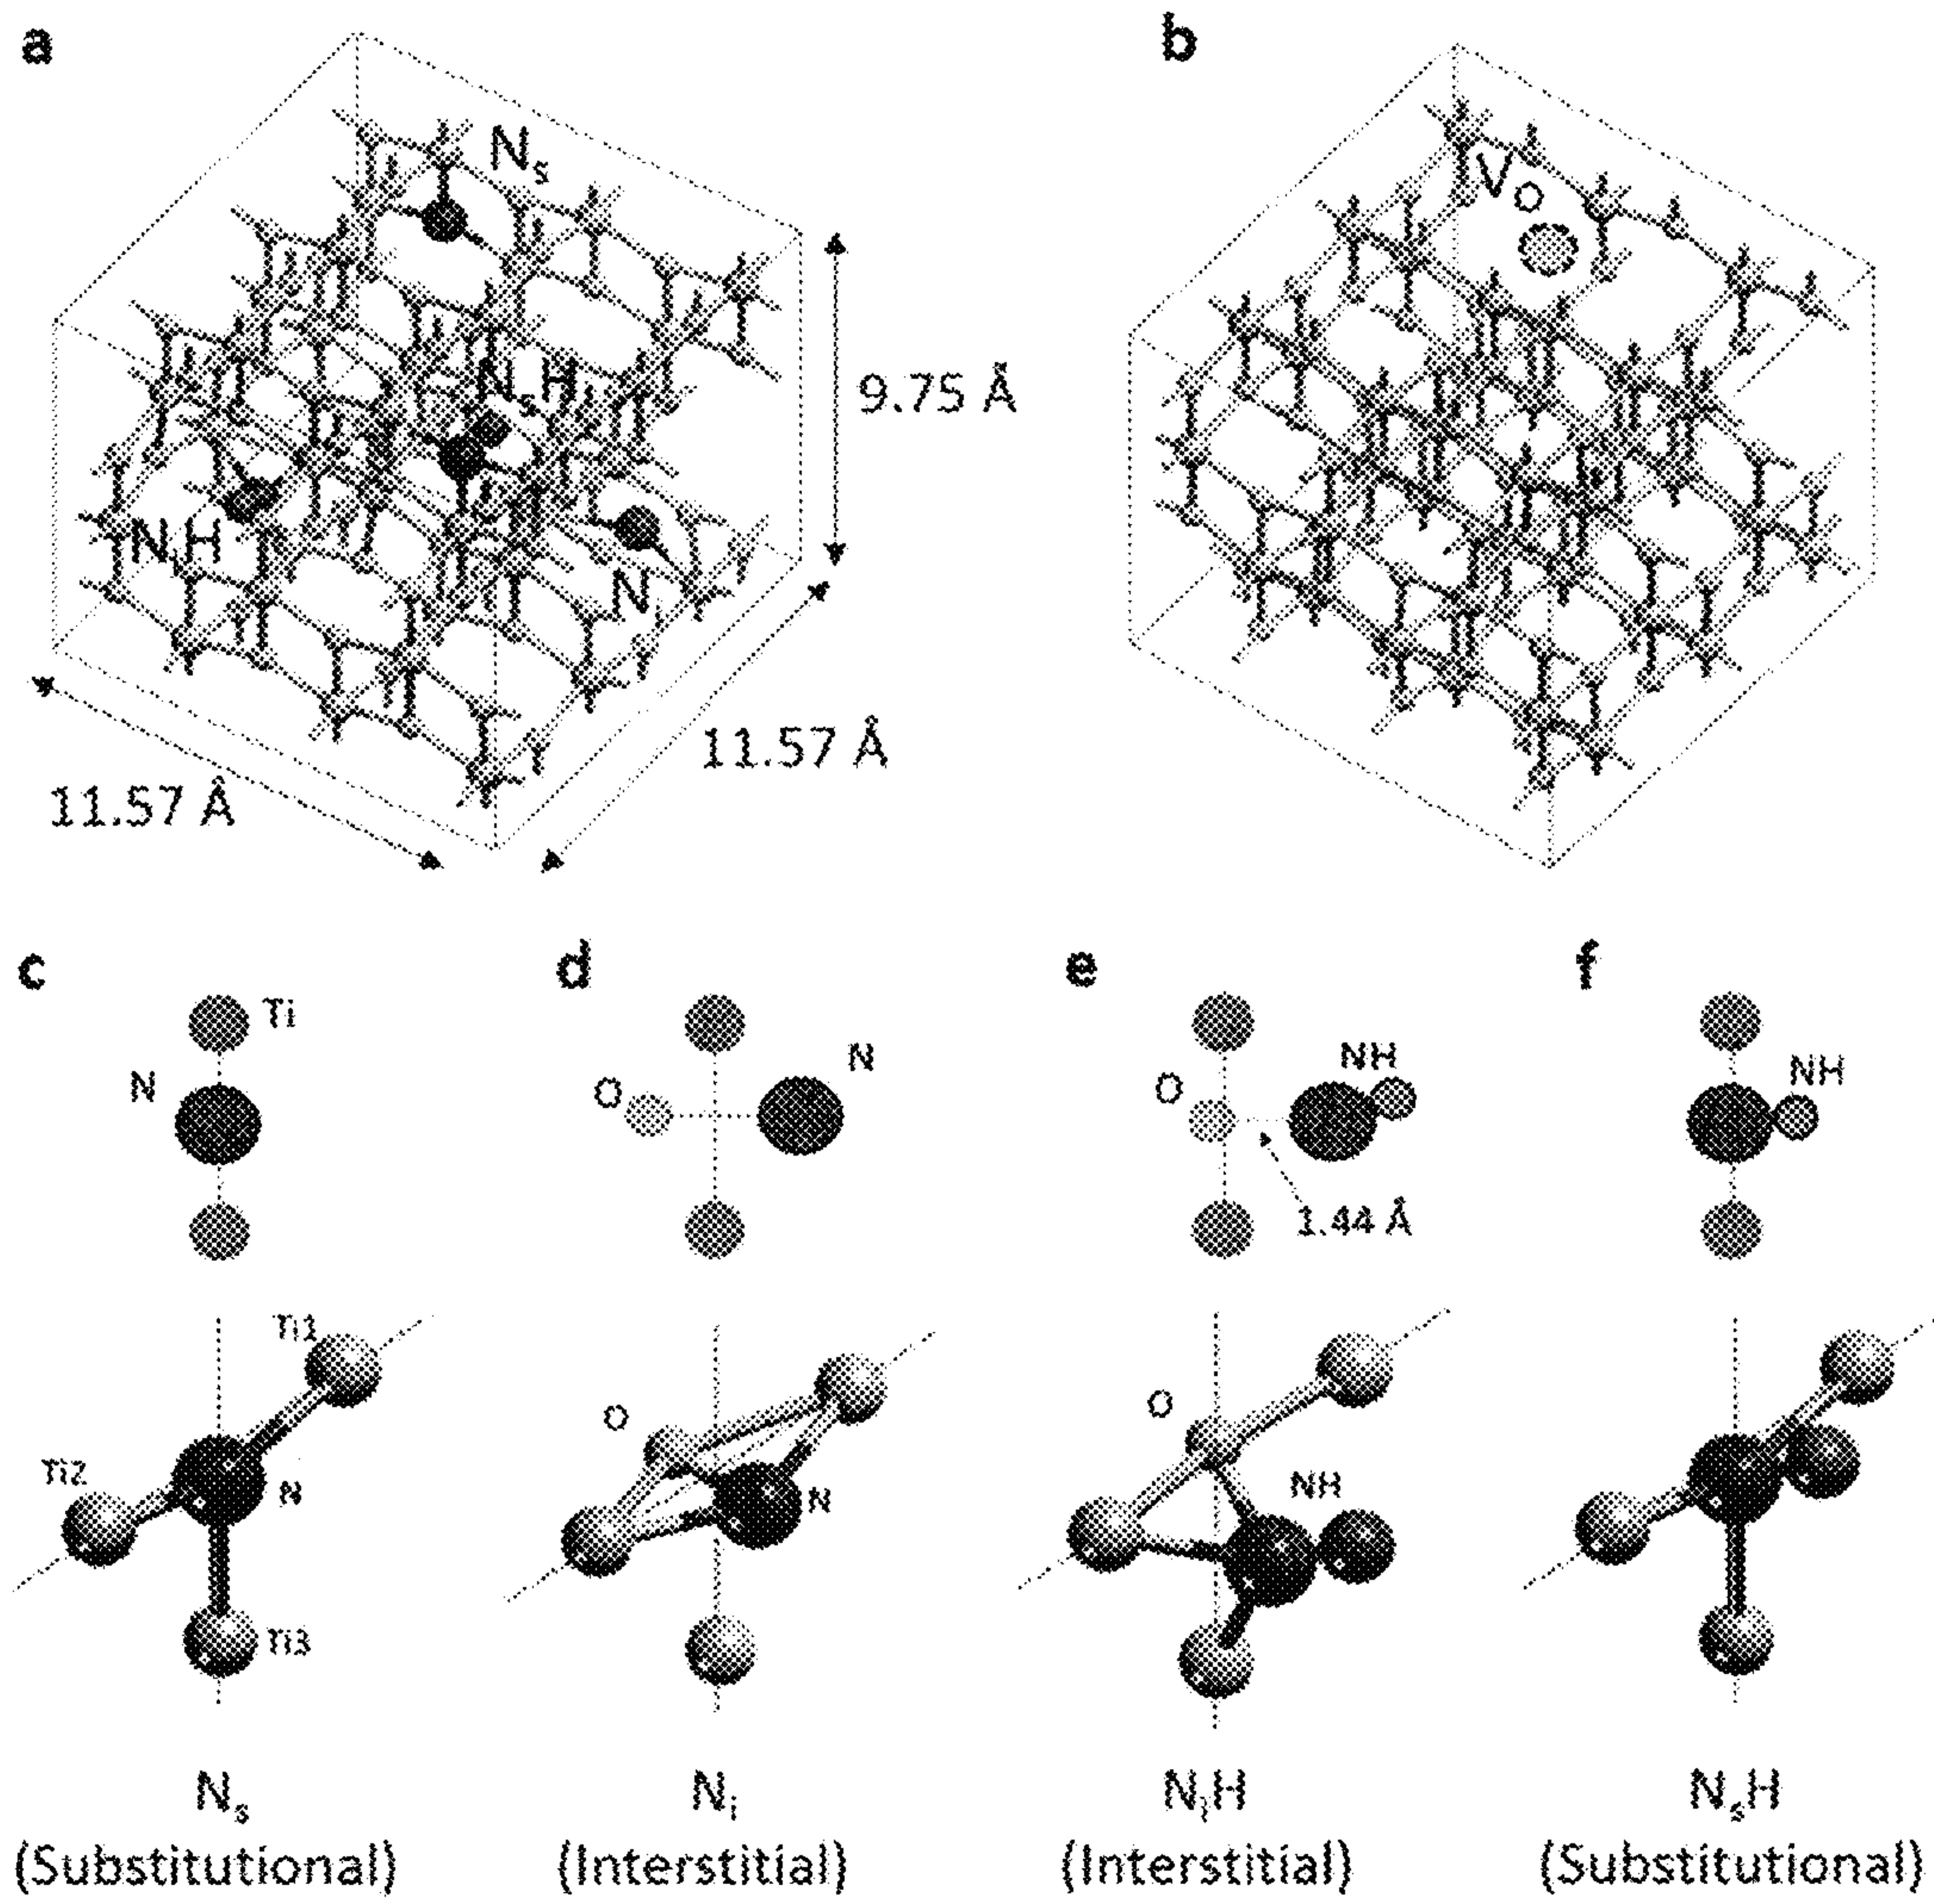 a
b
Ns
VO
NsH
9.75 Å
NiH
Ni
11.57 Å
11.57 Å
c
d
e
f
Ti
N
O
N
O
NH
1.44 Å
NH
Ti1
Ti2
N
Ti3
O
N
O
NH
Ns
Ni
NiH
NsH
(Substitutional)
(Interstitial)
(Interstitial)
(Substitutional)